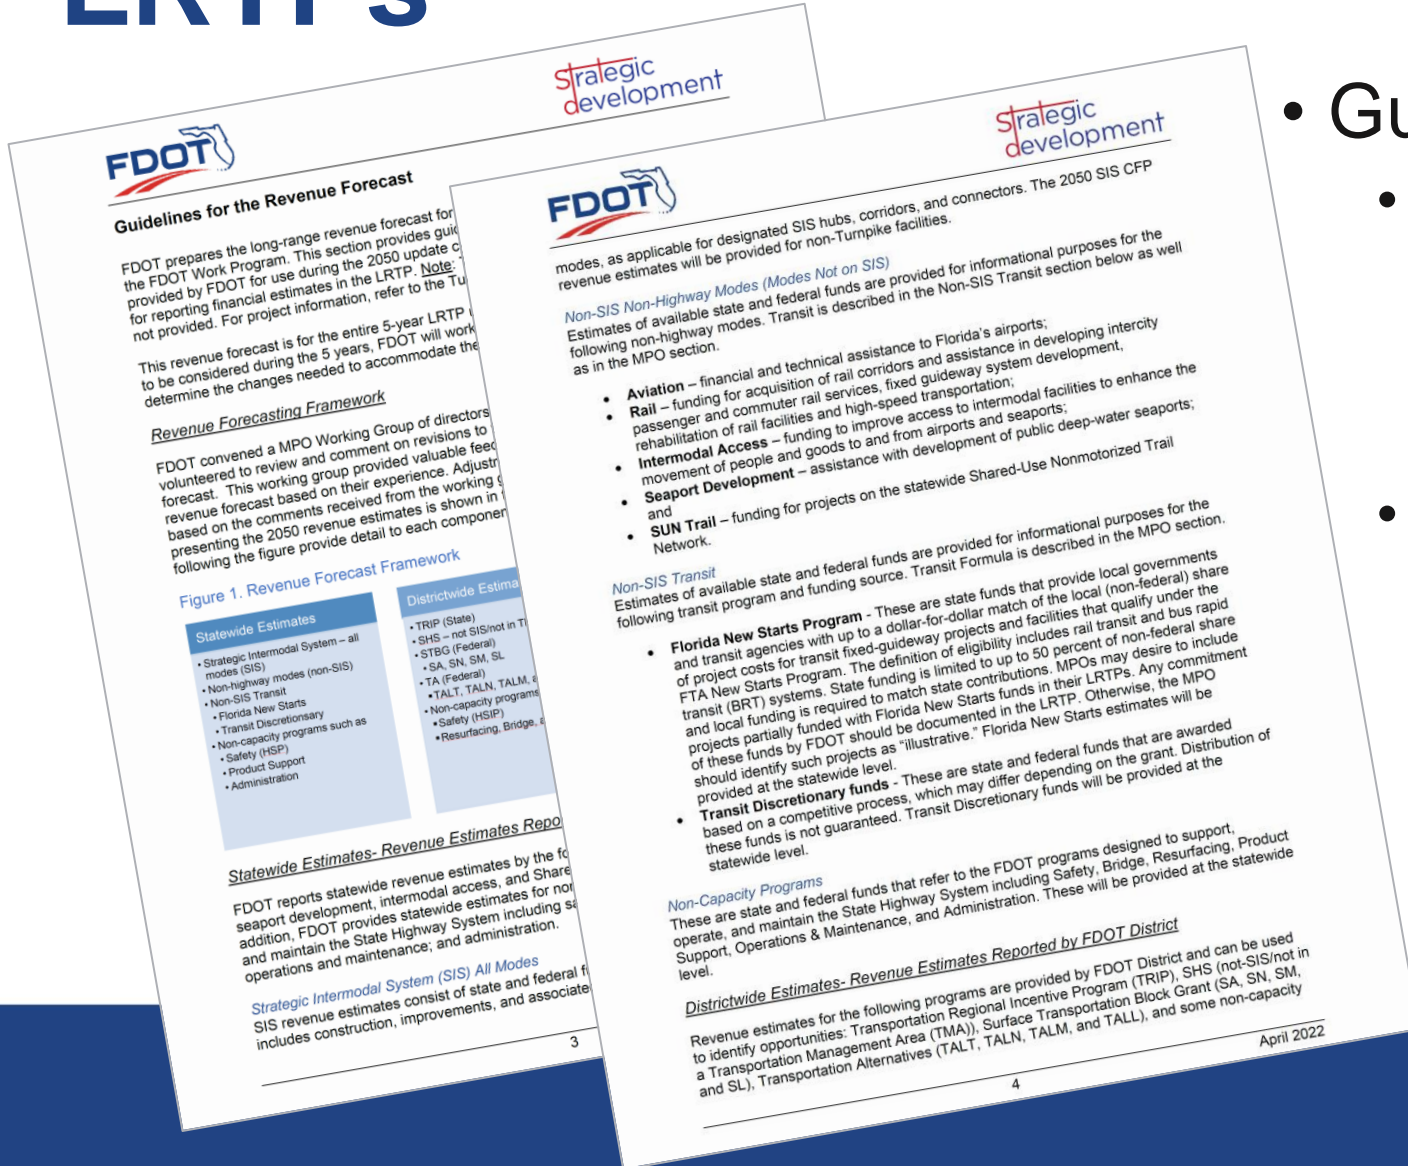 LRTPs
FDOT
Strategic
development
Guidelines for the Revenue Forecast
FDOT prepares the long-range revenue forecast for
the FDOT Work Program. This section provides
provided by FDOT for use during the 2050 update
for reporting financial estimates in the LRTP. Note:
not provided. For project information, refer to the
This revenue forecast is for the entire 5-year LRTP
to be considered during the 5 years, FDOT will work
determine the changes needed to accommodate the
Revenue Forecasting Framework
FDOT convened a MPO Working Group of directors
volunteered to review and comment on revisions to
forecast. This working group provided valuable
revenue forecast based on their experience.
based on the comments received from the working
presenting the 2050 revenue estimates is shown in
following the figure provide detail to each
Figure 1. Revenue Forecast Framework
Statewide Estimates
• Strategic Intermodal System – all
modes (SIS)
• Non-highway modes (non-SIS)
• Non-SIS Transit
• Florida New Starts
• Transit Discretionsary
• Non-capacity programs such as
• Safety (HSP)
• Product Support
• Administration
Districtwide
• TRIP (State)
• SHS – not SIS/not in
• STBG (Federal)
• SA, SN, SM, SL
• TA (Federal)
• TALT, TALN, TALM,
• Non-capacity programs
• Safety (HSIP)
• Resurfacing, Bridge,
Statewide Estimates- Revenue Estimates
FDOT reports statewide revenue estimates by the
seaport development, intermodal access, and
addition, FDOT provides statewide estimates for
and maintain the State Highway System including
operations and maintenance; and administration.
Strategic Intermodal System (SIS) All Modes
SIS revenue estimates consist of state and federal
includes construction, improvements, and
3
FDOT
Strategic
development
modes, as applicable for designated SIS hubs, corridors, and connectors. The 2050 SIS CFP
revenue estimates will be provided for non-Turnpike facilities.
Non-SIS Non-Highway Modes (Modes Not on SIS)
Estimates of available state and federal funds are provided for informational purposes for the
following non-highway modes. Transit is described in the Non-SIS Transit section below as well
as in the MPO section.
• Aviation – financial and technical assistance to Florida's airports;
• Rail – funding for acquisition of rail corridors and assistance in developing intercity
passenger and commuter rail services, fixed guideway system development,
rehabilitation of rail facilities and high-speed transportation;
• Intermodal Access – funding to improve access to intermodal facilities to enhance the
movement of people and goods to and from airports and seaports;
• Seaport Development – assistance with development of public deep-water seaports;
and
• SUN Trail – funding for projects on the statewide Shared-Use Nonmotorized Trail
Network.
Non-SIS Transit
Estimates of available state and federal funds are provided for informational purposes for the
following transit program and funding source. Transit Formula is described in the MPO section.
• Florida New Starts Program - These are state funds that provide local governments
and transit agencies with up to a dollar-for-dollar match of the local (non-federal) share
of project costs for transit fixed-guideway projects and facilities that qualify under the
FTA New Starts Program. The definition of eligibility includes rail transit and bus rapid
transit (BRT) systems. State funding is limited to up to 50 percent of non-federal share
and local funding is required to match state contributions. MPOs may desire to include
projects partially funded with Florida New Starts funds in their LRTPs. Any commitment
of these funds by FDOT should be documented in the LRTP. Otherwise, the MPO
should identify such projects as “illustrative.” Florida New Starts estimates will be
provided at the statewide level.
• Transit Discretionary funds - These are state and federal funds that are awarded
based on a competitive process, which may differ depending on the grant. Distribution of
these funds is not guaranteed. Transit Discretionary funds will be provided at the
statewide level.
Non-Capacity Programs
These are state and federal funds that refer to the FDOT programs designed to support,
operate, and maintain the State Highway System including Safety, Bridge, Resurfacing, Product
Support, Operations & Maintenance, and Administration. These will be provided at the statewide
level.
Districtwide Estimates- Revenue Estimates Reported by FDOT District
Revenue estimates for the following programs are provided by FDOT District and can be used
to identify opportunities: Transportation Regional Incentive Program (TRIP), SHS (not-SIS/not in
a Transportation Management Area (TMA)), Surface Transportation Block Grant (SA, SN, SM,
and SL), Transportation Alternatives (TALT, TALN, TALM, and TALL), and some non-capacity
April 2022
4